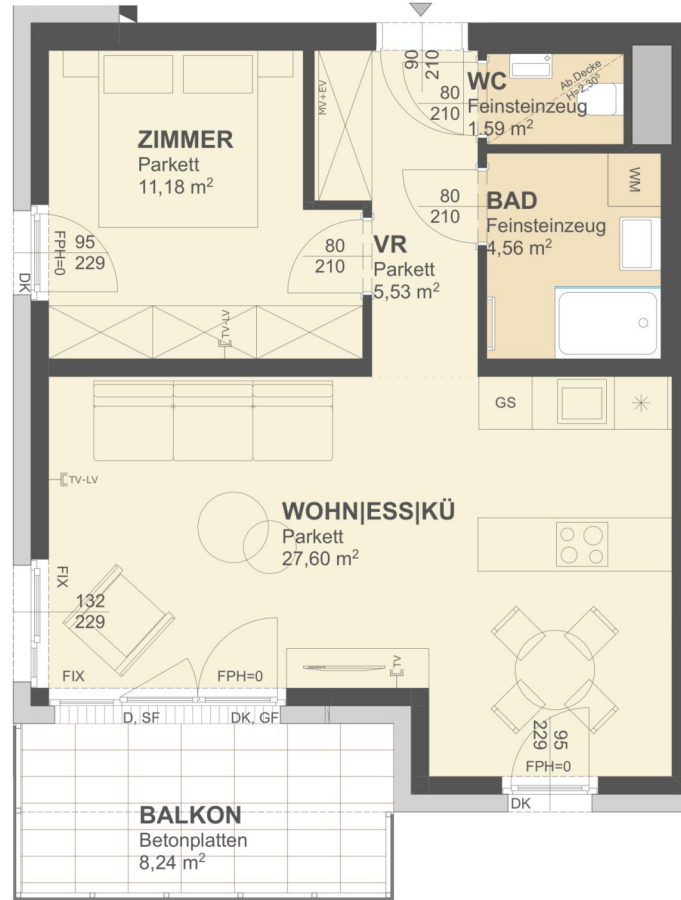 90
210
MV+EV
80
210
WC
Feinsteinzeug
1,59 m²
Ab Decke
H=2,30⁵
ZIMMER
Parkett
11,18 m²
80
210
BAD
Feinsteinzeug
4,56 m²
WM
FPH=0
95
229
DK
80
210
VR
Parkett
5,53 m²
TV-LV
GS
TV-LV
WOHN|ESS|KÜ
Parkett
27,60 m²
FIX
132
229
FIX
FPH=0
TV
D, SF
DK, GF
95
229
FPH=0
DK
BALKON
Betonplatten
8,24 m²